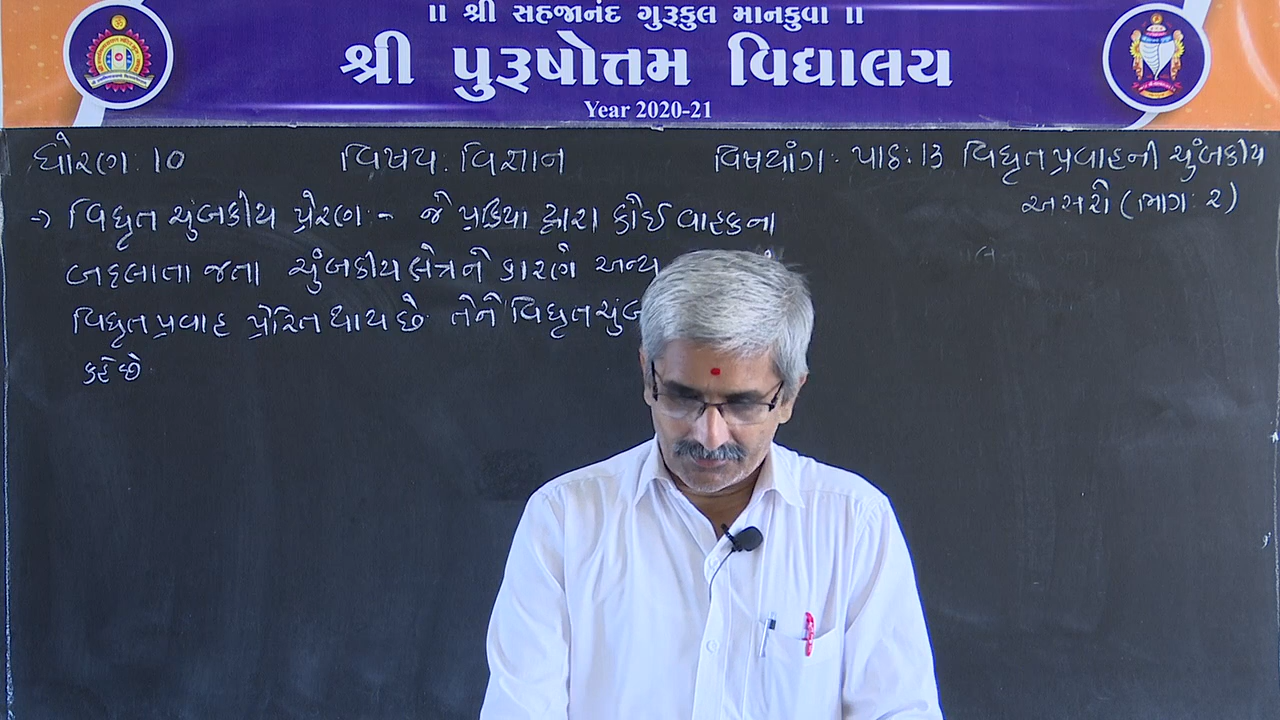 ॥ શ્રી સહજાનંદ ગુરૂકુલ માનકુવા ॥
શ્રી પુરૂષોત્તમ વિદ્યાલય
Year 2020-21
ધોરણ : 10 વિષય : વિજ્ઞાન વિષયાંગ : પાઠ : 13 વિદ્યુતપ્રવાહની ચુંબકીય
અસરો (ભાગ : ૨)
→ વિદ્યુત ચુંબકીય પ્રેરણ :- જે પ્રક્રિયા દ્વારા કોઈ વાહકના
બદલાતા જતા ચુંબકીય ક્ષેત્રને કારણે અન્ય
વિદ્યુતપ્રવાહ પ્રેરિત થાય છે તેને વિદ્યુતચુંબ
કહે છે